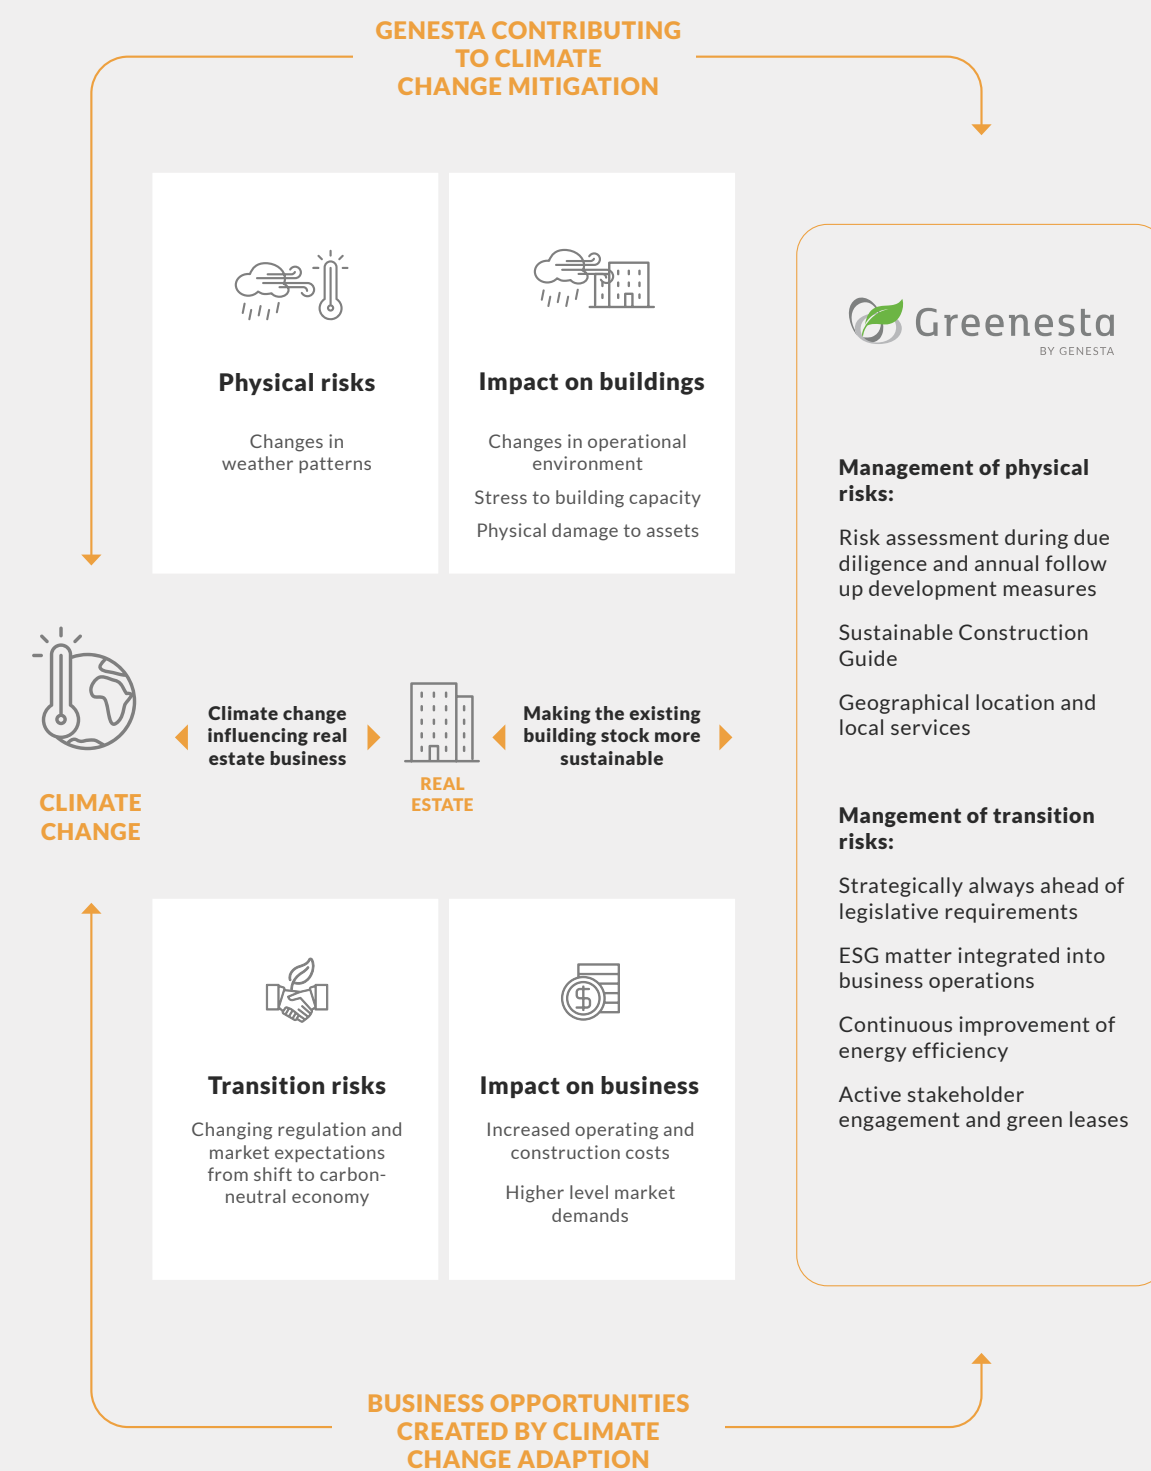 GENESTA CONTRIBUTING
TO CLIMATE
CHANGE MITIGATION
Physical risks
Changes in
weather patterns
Impact on buildings
Changes in operational
environment
Stress to building capacity
Physical damage to assets
CLIMATE
CHANGE
Climate change
influencing real
estate business
REAL
ESTATE
Making the existing
building stock more
sustainable
Transition risks
Changing regulation and
market expectations
from shift to carbon-
neutral economy
$
Impact on business
Increased operating and
construction costs
Higher level market
demands
Greenesta
BY GENESTA
Management of physical
risks:
Risk assessment during due
diligence and annual follow
up development measures
Sustainable Construction
Guide
Geographical location and
local services
Mangement of transition
risks:
Strategically always ahead of
legislative requirements
ESG matter integrated into
business operations
Continuous improvement of
energy efficiency
Active stakeholder
engagement and green leases
BUSINESS OPPORTUNITIES
CREATED BY CLIMATE
CHANGE ADAPTION